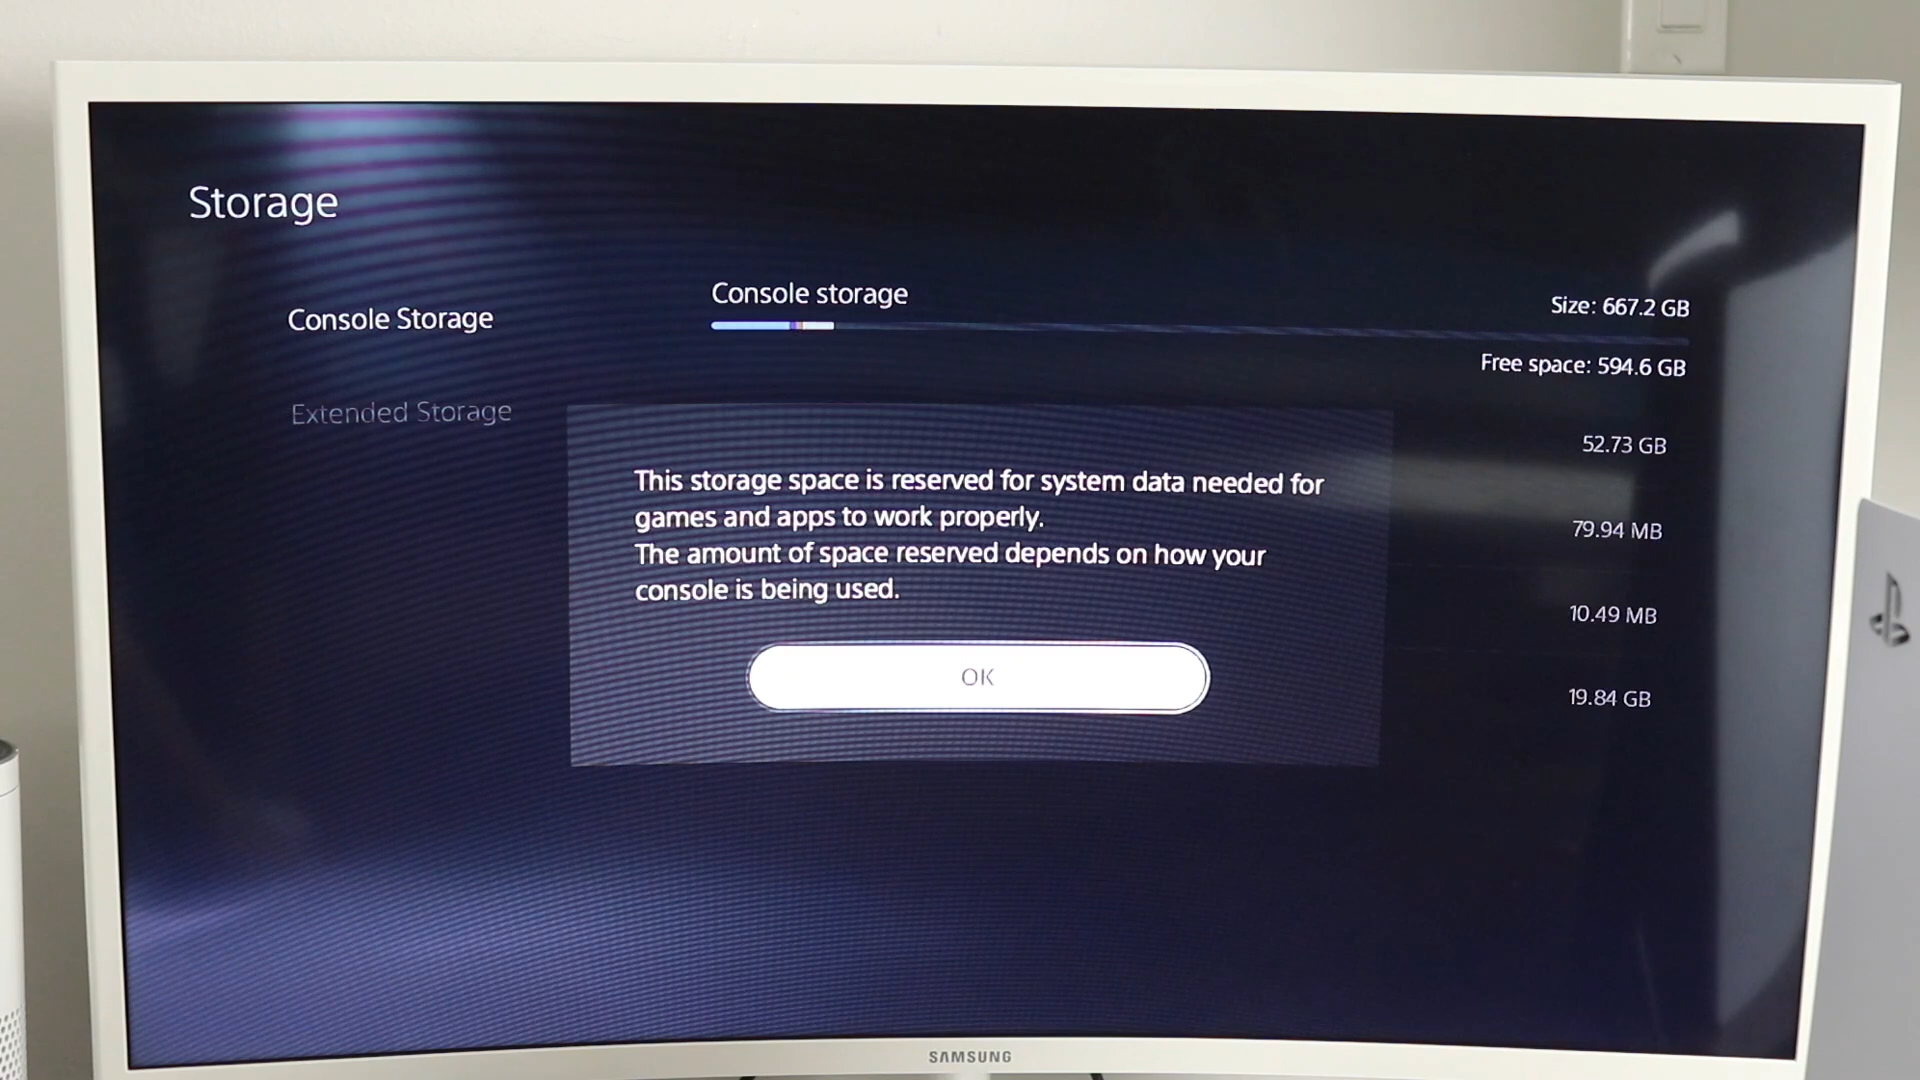 Storage
Console Storage
Extended Storage
Console storage
Size: 667.2 GB
Free space: 594.6 GB
52.73 GB
79.94 MB
10.49 MB
19.84 GB
This storage space is reserved for system data needed for
games and apps to work properly.
The amount of space reserved depends on how your
console is being used.
OK
SAMSUNG